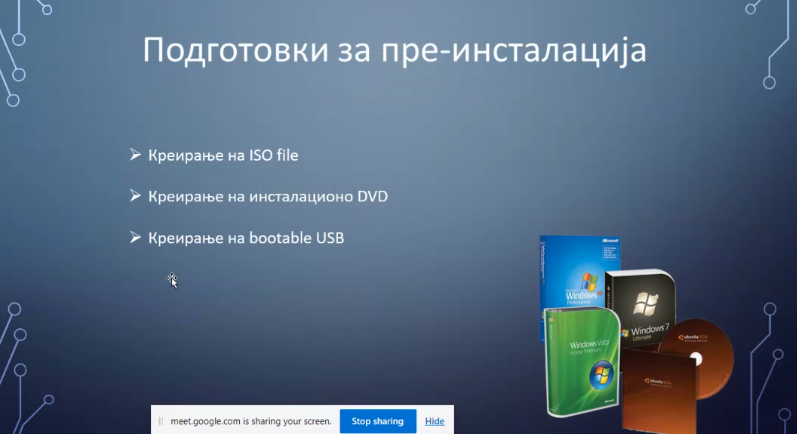 Подготовки за пре-инсталација
Креирање на ISO file
Креирање на инсталационо DVD
Креирање на bootable USB
Microsoft
Windows
Professional
Windows 7
Ultimate
Windows Vista
Home Premium
meet.google.com is sharing your screen.
Stop sharing
Hide